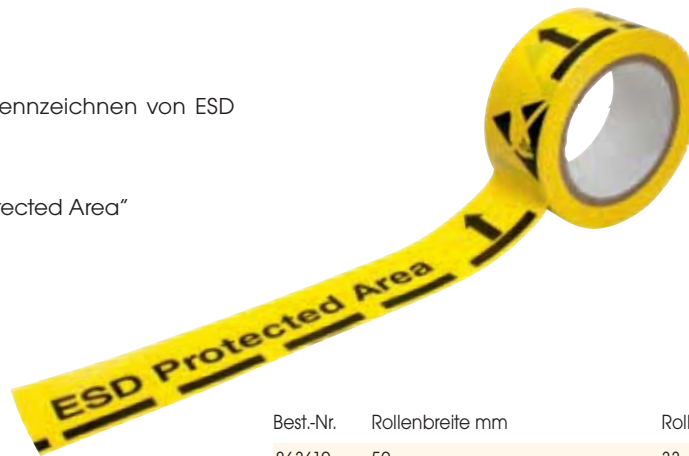 ennzeichnen von ESD
ected Area”
ESD Protected Area
Best.-Nr. Rollenbreite mm Roll